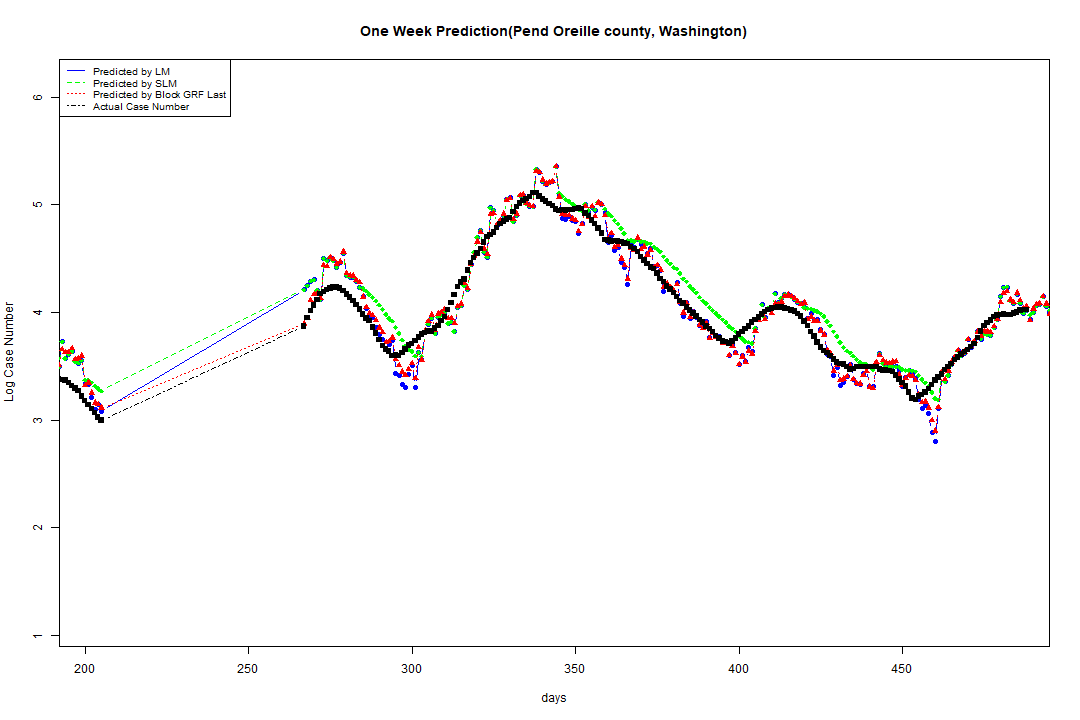 One Week Prediction(Pend Oreille county, Washington)
Predicted by LM
Predicted by SLM
Predicted by Block GRF Last
Actual Case Number
6
5
4
3
2
1
Log Case Number
200 250 300 350 400 450
days